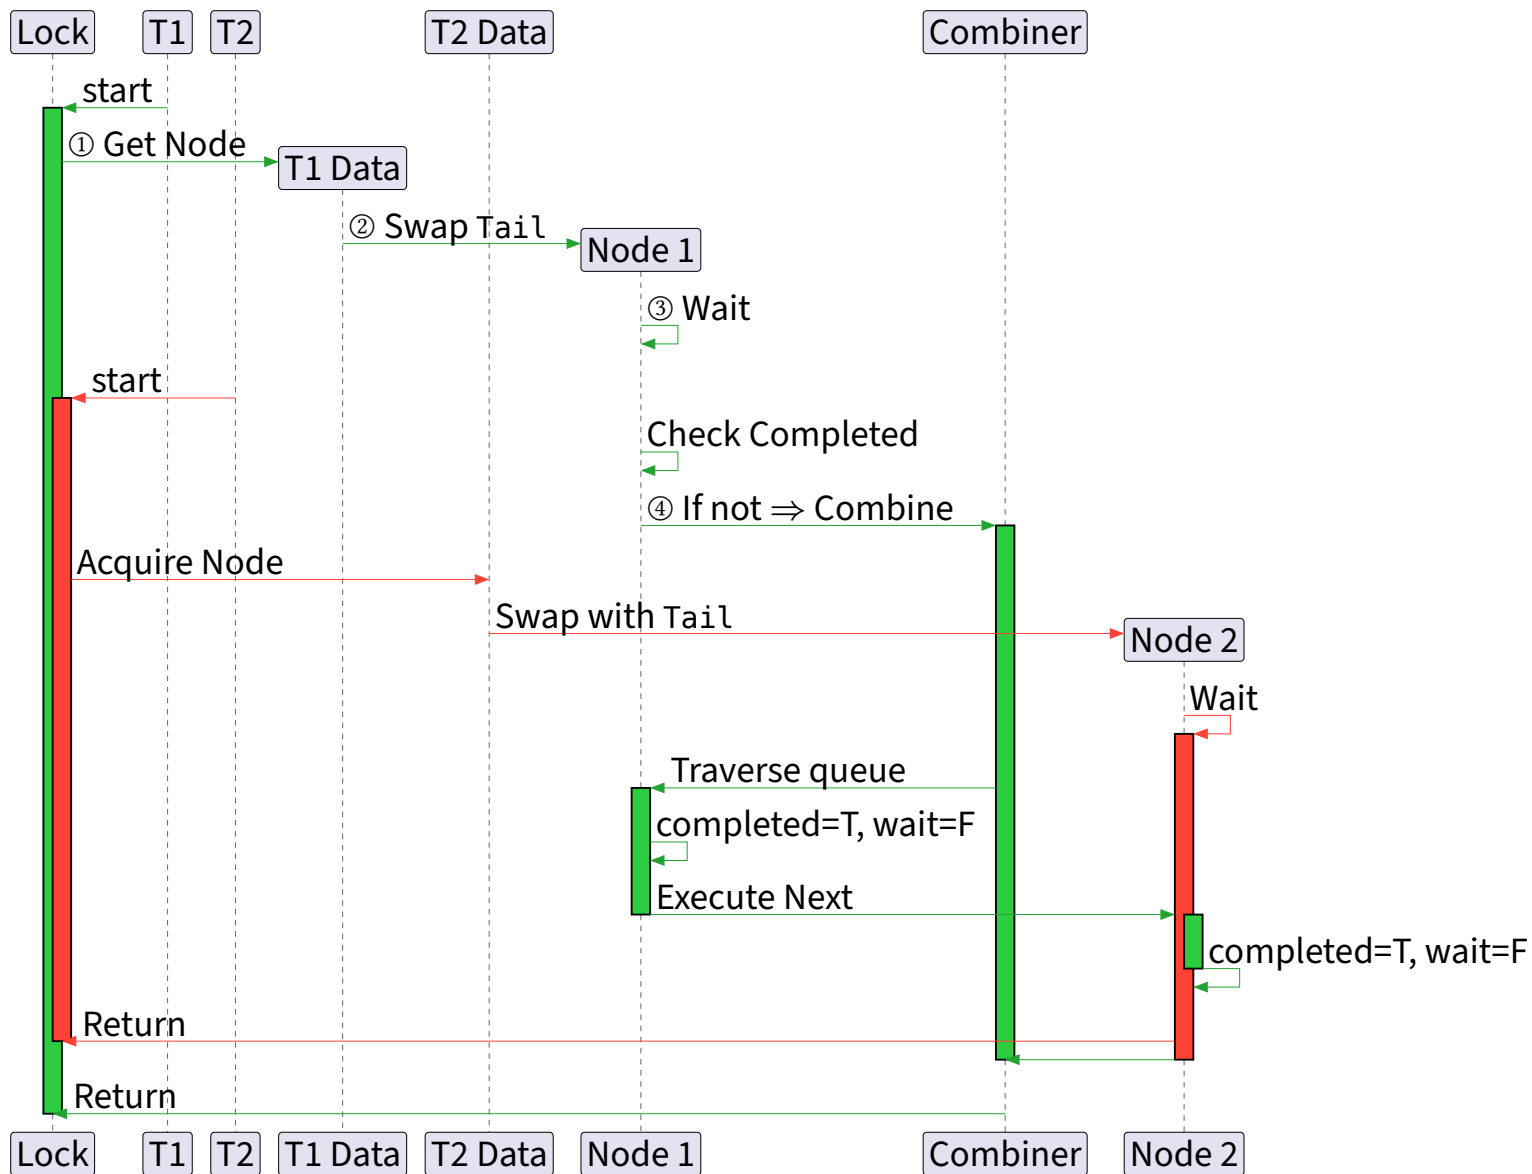 Lock T1 T2 T2 Data Combiner
start
① Get Node
T1 Data
② Swap Tail
Node 1
③ Wait
start
Check Completed
④ If not ⇒ Combine
Acquire Node
Swap with Tail
Node 2
Wait
Traverse queue
completed=T, wait=F
Execute Next
completed=T, wait=F
Return
Return
Lock T1 T2 T1 Data T2 Data Node 1 Combiner Node 2